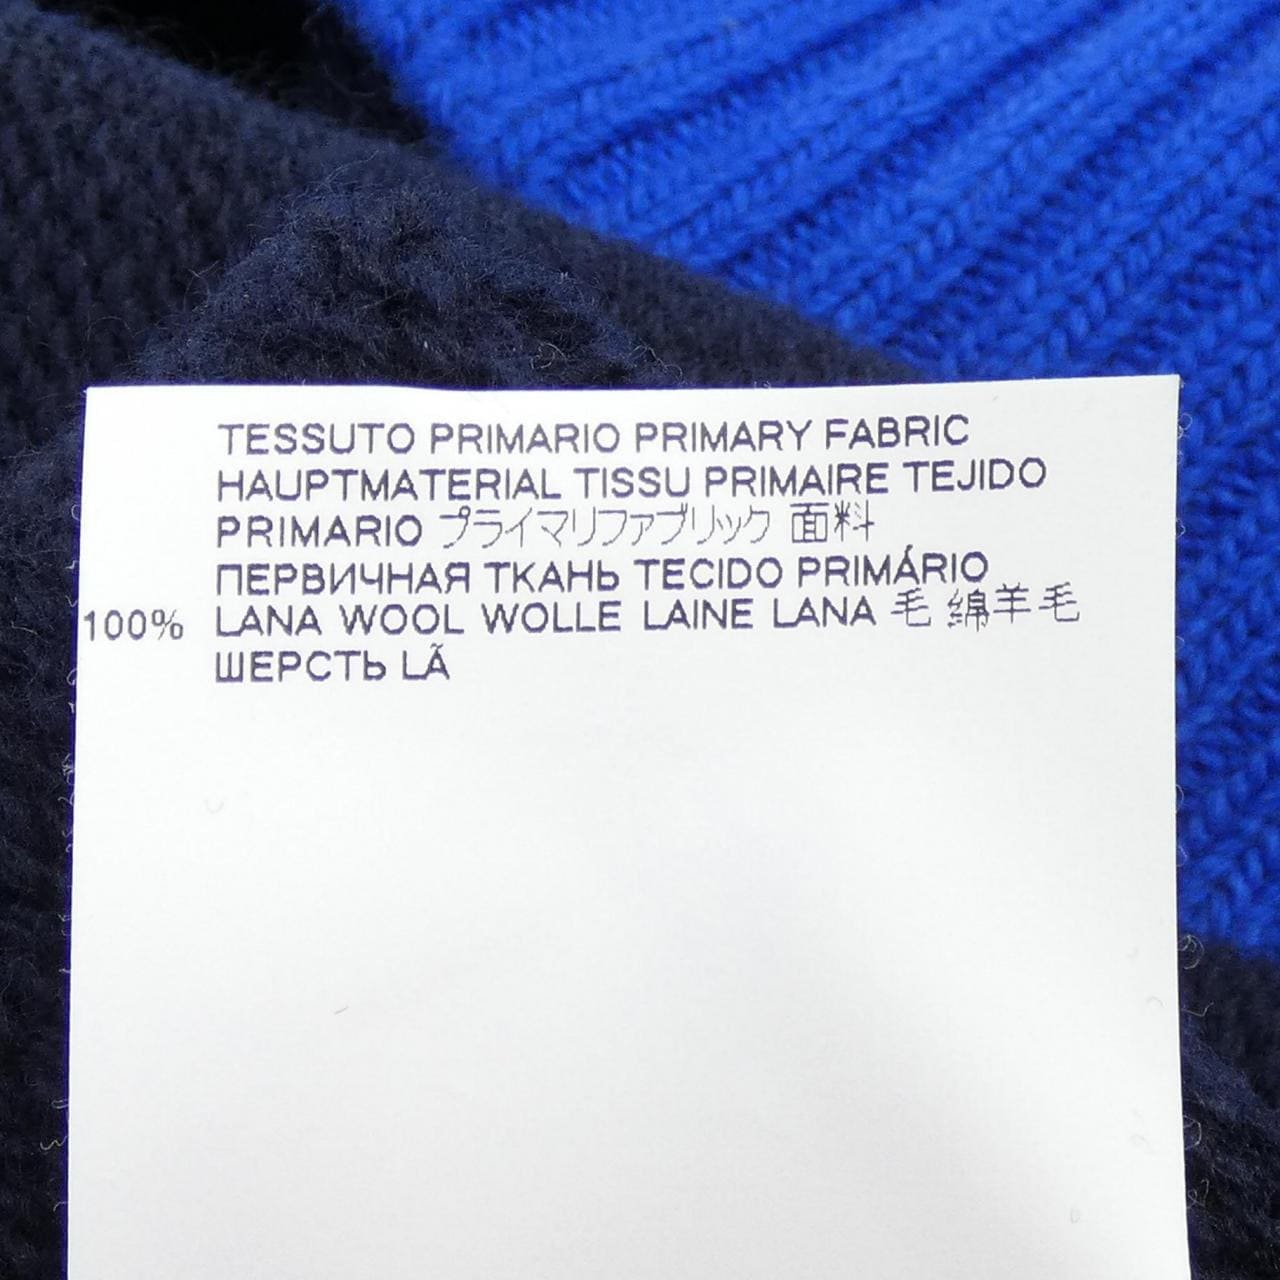 TESSUTO PRIMARIO PRIMARY FABRIC
HAUPTMATERIAL TISSU PRIMAIRE TEJIDO
PRIMARIO プライマリファブリック 面料
ПЕРВИЧНАЯ ТКАНЬ TECIDO PRIMÁRIO
100% LANA WOOL WOLLE LAINE LANA 毛 绵羊毛
ШЕРСТЬ LÃ